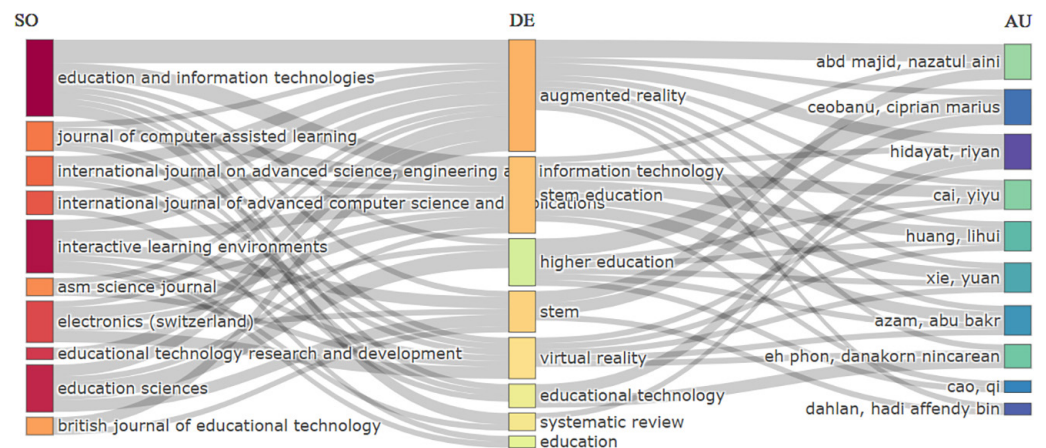 SO
DE
AU
education and information technologies
journal of computer assisted learning
international journal on advanced science, engineering a information technology
international journal of advanced computer science and plications
interactive learning environments
asm science journal
electronics (switzerland)
educational technology research and development
education sciences
british journal of educational technology
augmented reality
stem education
higher education
stem
virtual reality
educational technology
systematic review
education
abd majid, nazatul aini
ceobanu, ciprian marius
hidayat, riyan
cai, yiyu
huang, lihui
xie, yuan
azam, abu bakr
eh phon, danakorn nincarean
cao, qi
dahlan, hadi affendy bin